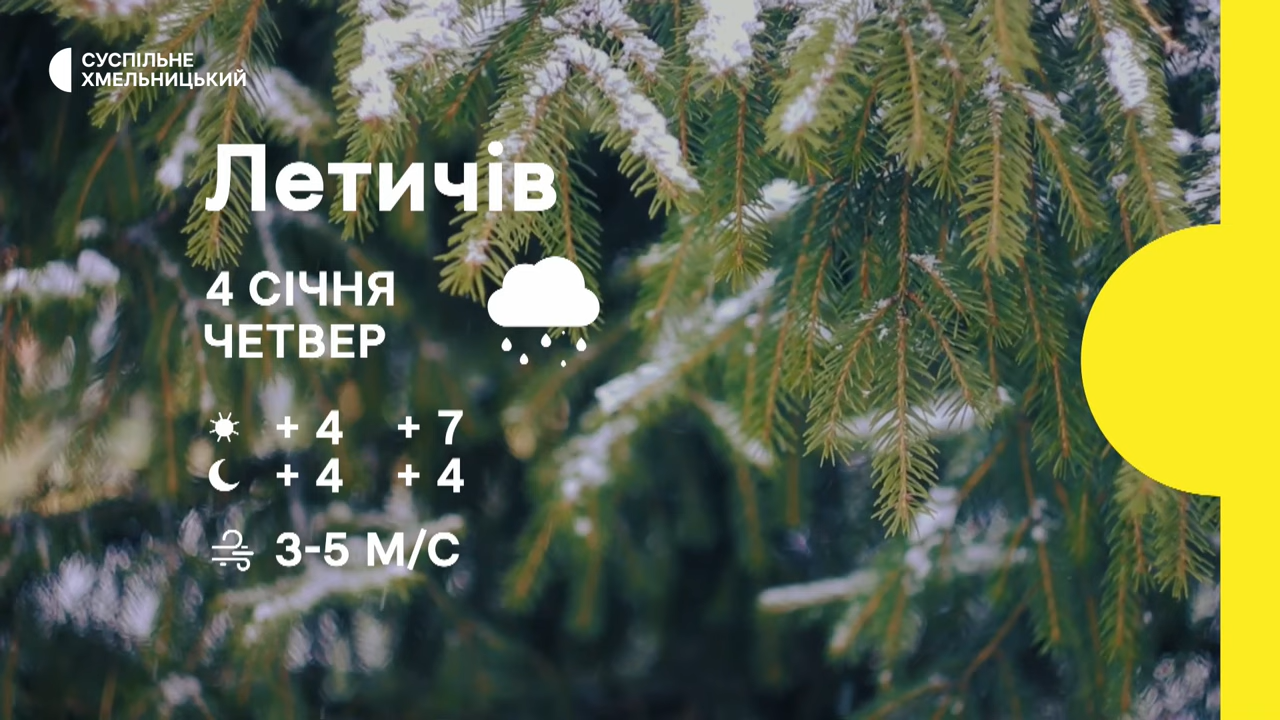 СУСПІЛЬНЕ
ХМЕЛЬНИЦЬКИЙ
Летичів
4 СІЧНЯ
ЧЕТВЕР
+ 4 + 7
+ 4 + 4
3-5 М/С